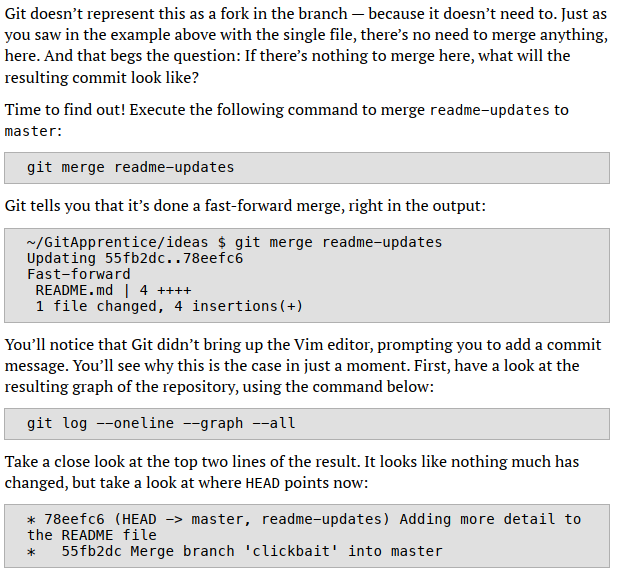 Git doesn’t represent this as a fork in the branch — because it doesn’t need to. Just as
you saw in the example above with the single file, there’s no need to merge anything,
here. And that begs the question: If there’s nothing to merge here, what will the
resulting commit look like?
Time to find out! Execute the following command to merge readme-updates to
master:
git merge readme-updates
Git tells you that it’s done a fast-forward merge, right in the output:
~/GitApprentice/ideas $ git merge readme-updates
Updating 55fb2dc..78eefc6
Fast-forward
README.md | 4 ++++
1 file changed, 4 insertions(+)
You’ll notice that Git didn’t bring up the Vim editor, prompting you to add a commit
message. You’ll see why this is the case in just a moment. First, have a look at the
resulting graph of the repository, using the command below:
git log --oneline --graph --all
Take a close look at the top two lines of the result. It looks like nothing much has
changed, but take a look at where HEAD points now:
* 78eefc6 (HEAD -> master, readme-updates) Adding more detail to
the README file
*   55fb2dc Merge branch 'clickbait' into master